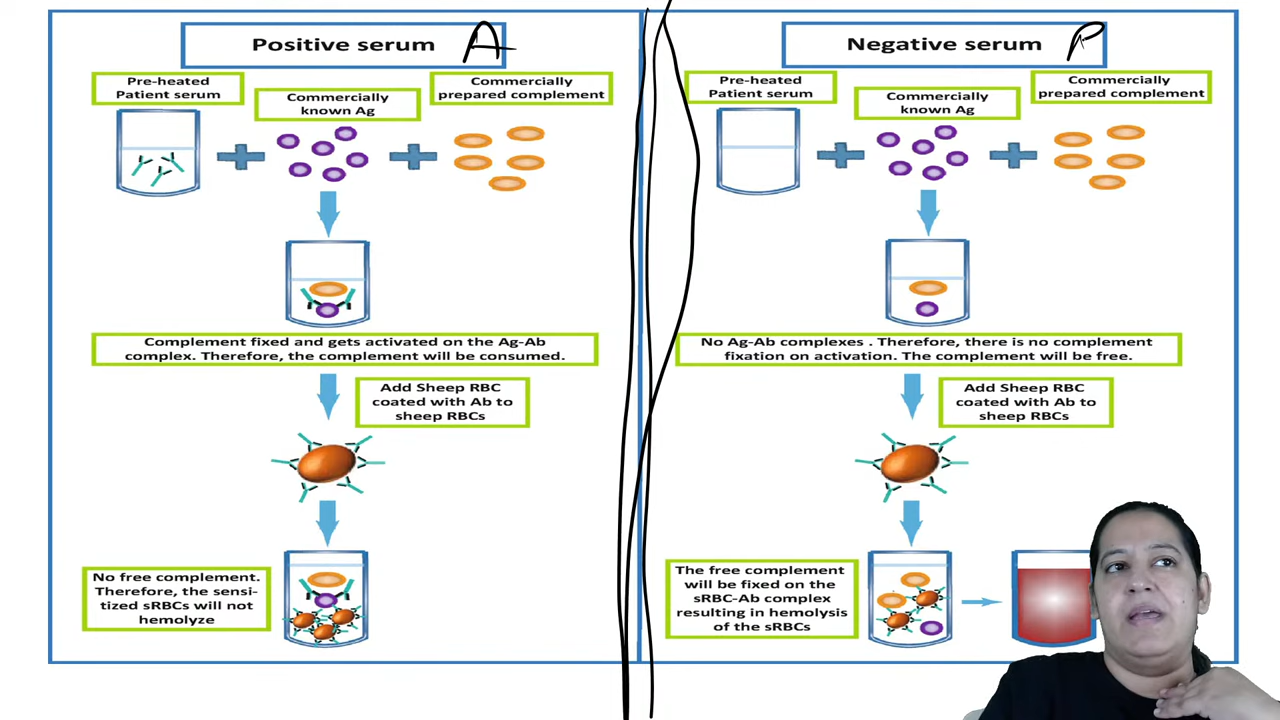 Positive serum A
Pre-heated
Patient serum
Commercially
known Ag
Commercially
prepared complement
Complement fixed and gets activated on the Ag-Ab
complex. Therefore, the complement will be consumed.
Add Sheep RBC
coated with Ab to
sheep RBCs
No free complement.
Therefore, the sensi-
tized sRBCs will not
hemolyze
Negative serum
Pre-heated
Patient serum
Commercially
known Ag
Commercially
prepared complement
No Ag-Ab complexes . Therefore, there is no complement
fixation on activation. The complement will be free.
Add Sheep RBC
coated with Ab to
sheep RBCs
The free complement
will be fixed on the
sRBC-Ab complex
resulting in hemolysis
of the sRBCs